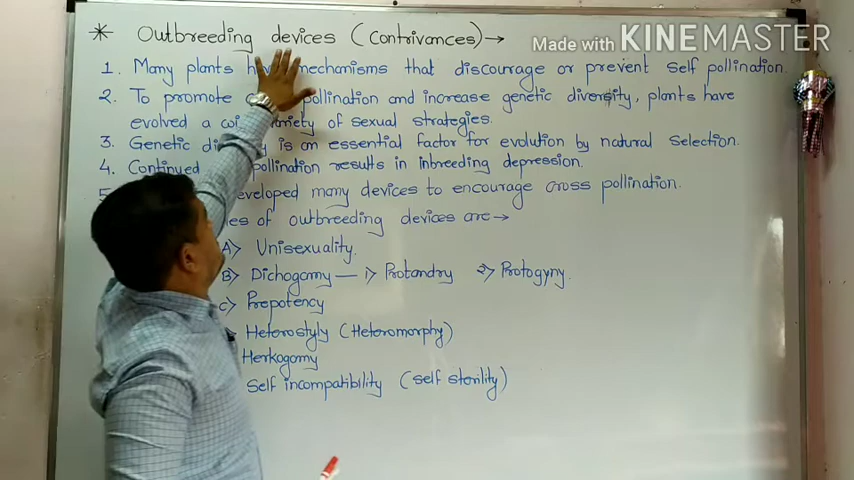 * Outbreeding devices (Contrivances) →
Made with KINEMASTER
1. Many plants mechanisms that discourage or prevent self pollination.
2. To promote pollination and increase genetic diversity, plants have
evolved a of sexual strategies.
3. Genetic is an essential factor for evolution by natural selection.
4. Continued pollination results in inbreeding depression.
developed many devices to encourage cross pollination.
of outbreeding devices are →
A> Unisexuality.
B> Dichogamy — 1> Protandry 2> Protogyny.
C> Prepotency
Heterostyly (Heteromorphy)
Herkogamy
Self incompatibility (self sterility)